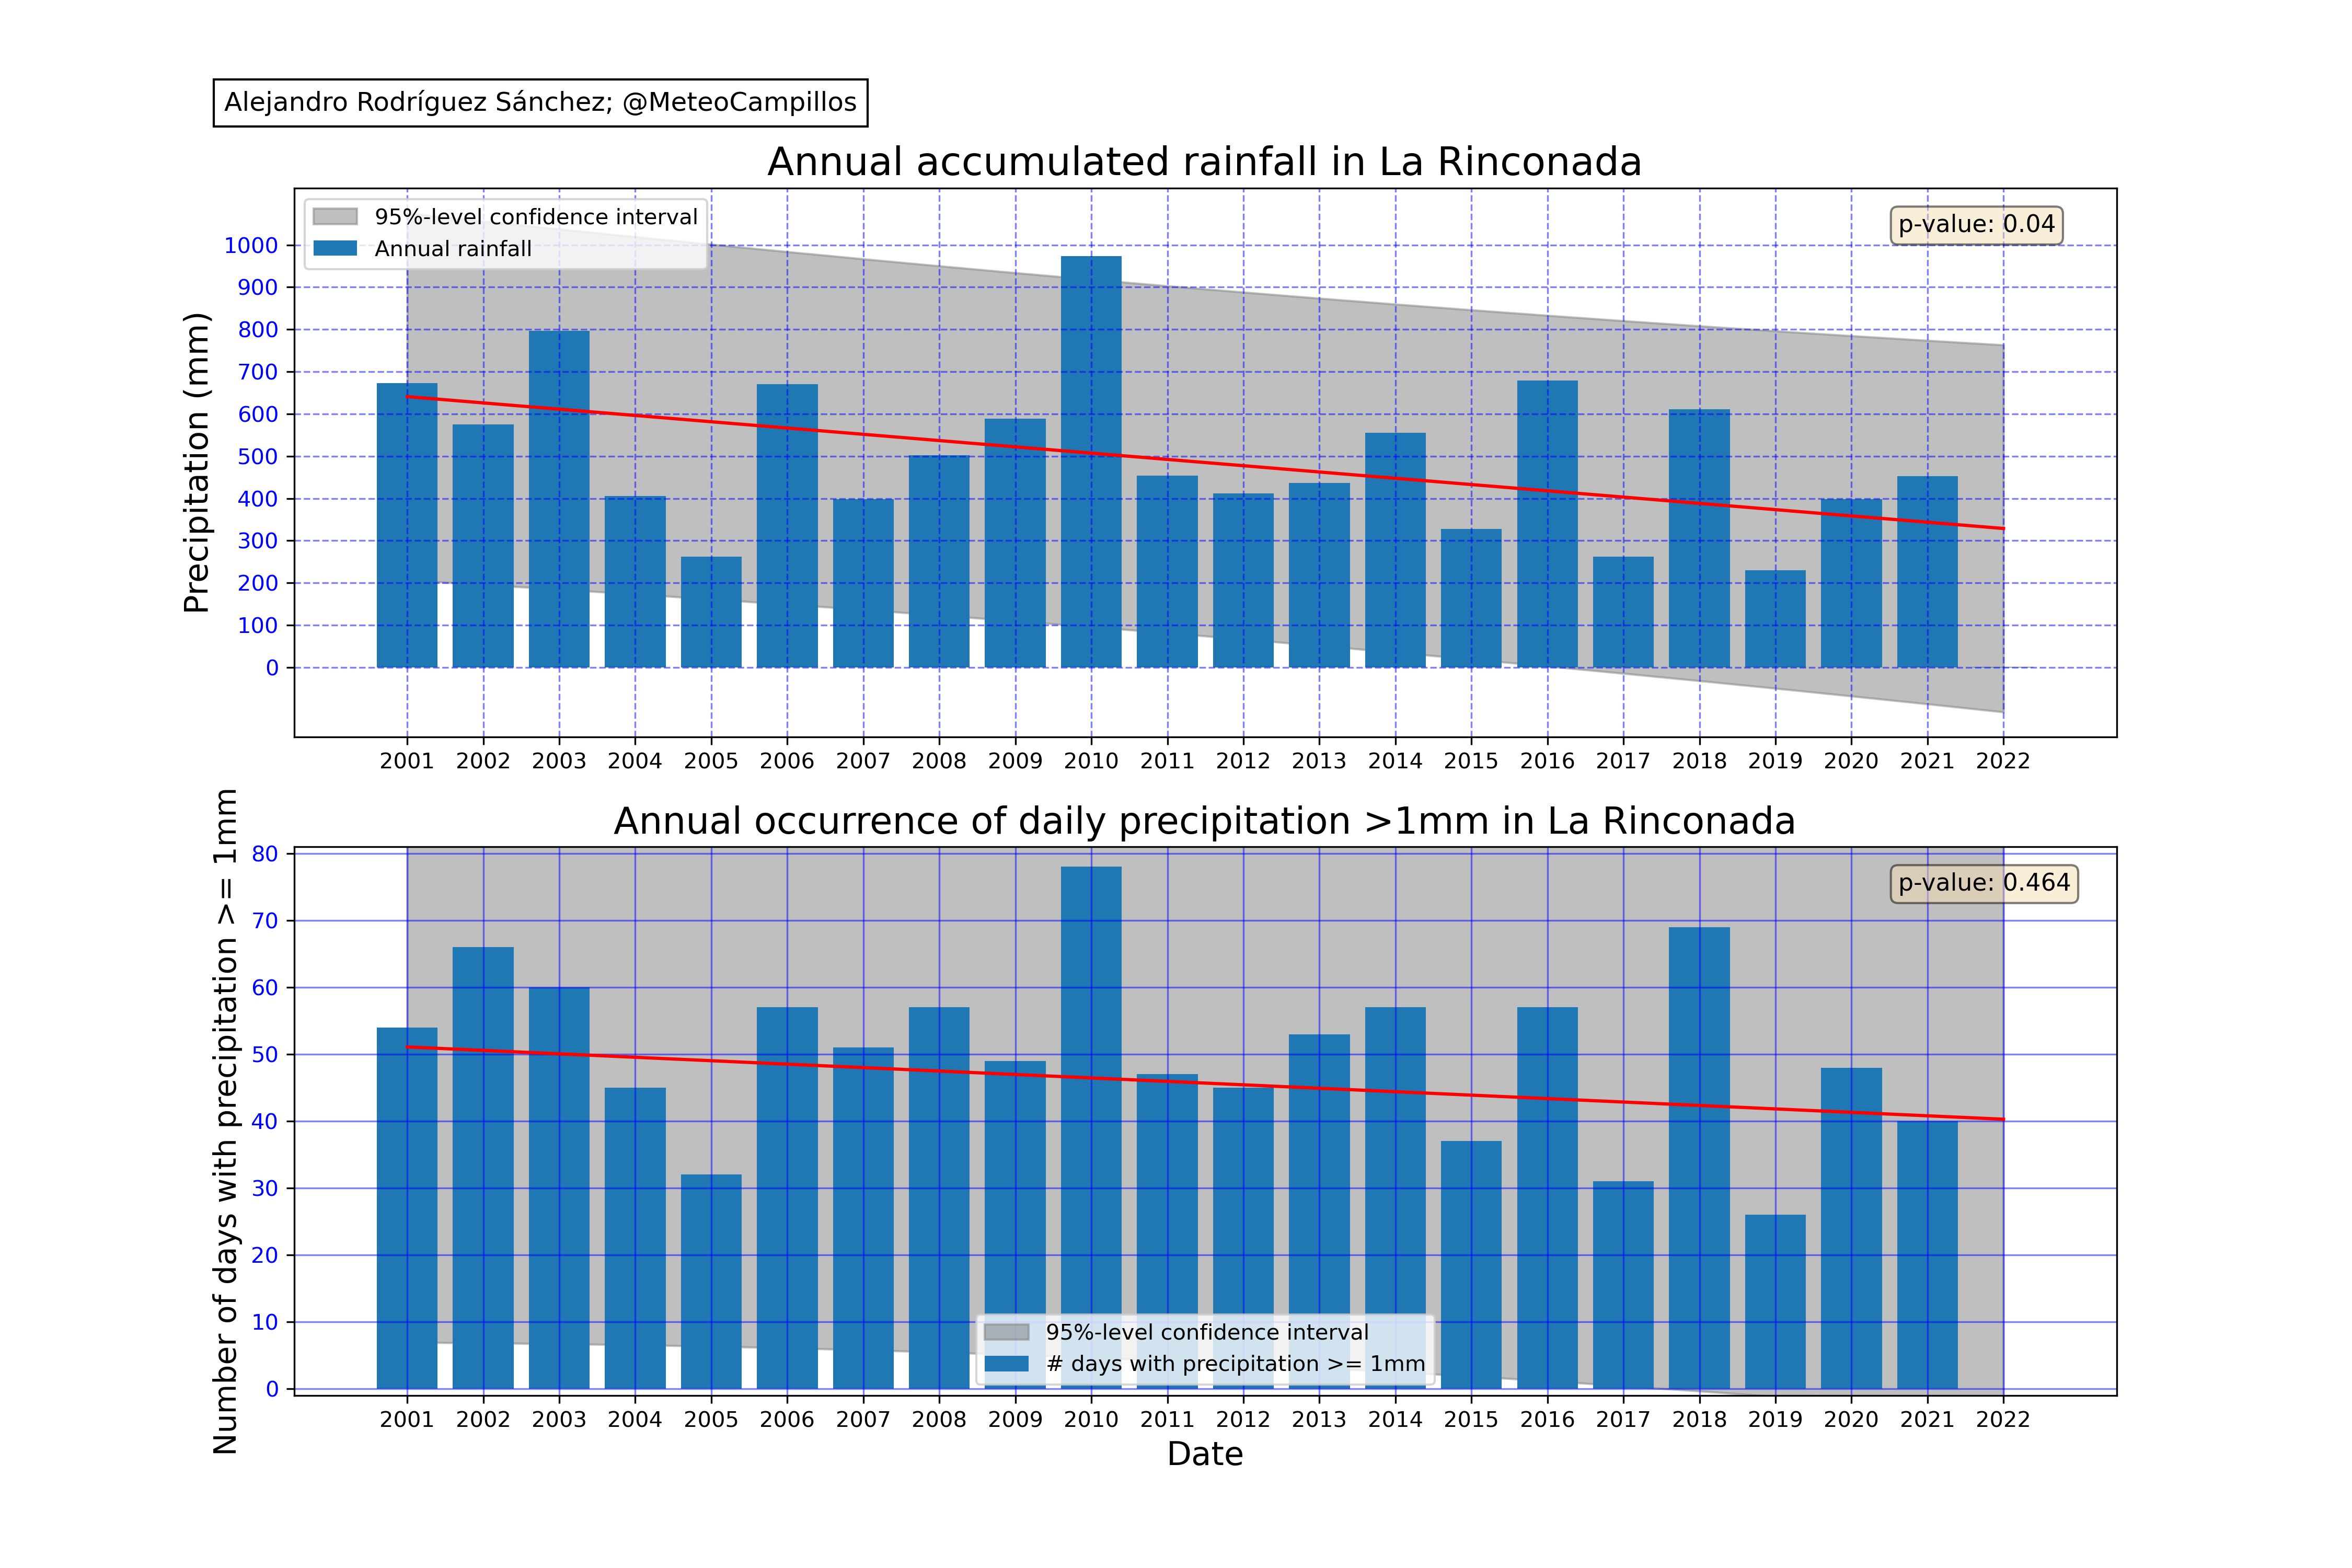 Alejandro Rodríguez Sánchez; @MeteoCampillos
Annual accumulated rainfall in La Rinconada
95%-level confidence interval
Annual rainfall
p-value: 0.04
Precipitation (mm)
1000
900
800
700
600
500
400
300
200
100
0
2001 2002 2003 2004 2005 2006 2007 2008 2009 2010 2011 2012 2013 2014 2015 2016 2017 2018 2019 2020 2021 2022
Annual occurrence of daily precipitation >1mm in La Rinconada
p-value: 0.464
Number of days with precipitation >= 1mm
80
70
60
50
40
30
20
10
0
95%-level confidence interval
# days with precipitation >= 1mm
2001 2002 2003 2004 2005 2006 2007 2008 2009 2010 2011 2012 2013 2014 2015 2016 2017 2018 2019 2020 2021 2022
Date